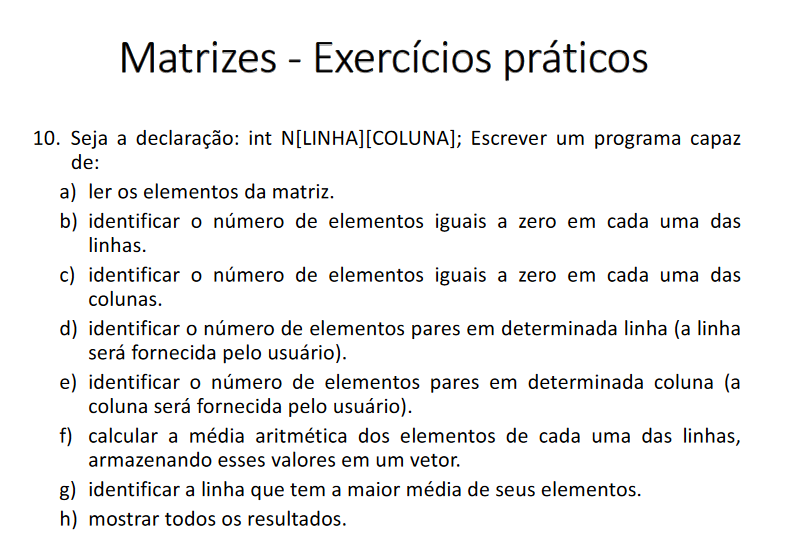 Matrizes - Exercícios práticos
10. Seja a declaração: int N[LINHA][COLUNA]; Escrever um programa capaz
de:
a) ler os elementos da matriz.
b) identificar o número de elementos iguais a zero em cada uma das
linhas.
c) identificar o número de elementos iguais a zero em cada uma das
colunas.
d) identificar o número de elementos pares em determinada linha (a linha
será fornecida pelo usuário).
e) identificar o número de elementos pares em determinada coluna (a
coluna será fornecida pelo usuário).
f) calcular a média aritmética dos elementos de cada uma das linhas,
armazenando esses valores em um vetor.
g) identificar a linha que tem a maior média de seus elementos.
h) mostrar todos os resultados.